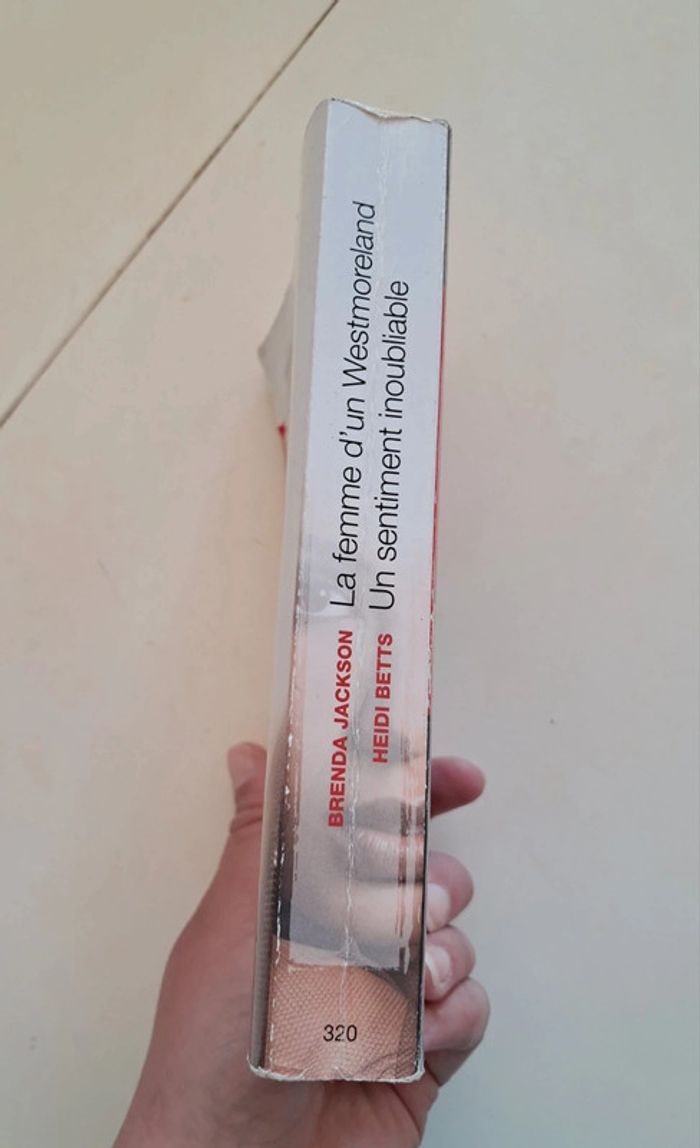 BRENDA JACKSON La femme d'un Westmoreland
HEIDI BETTS Un sentiment inoubliable
320